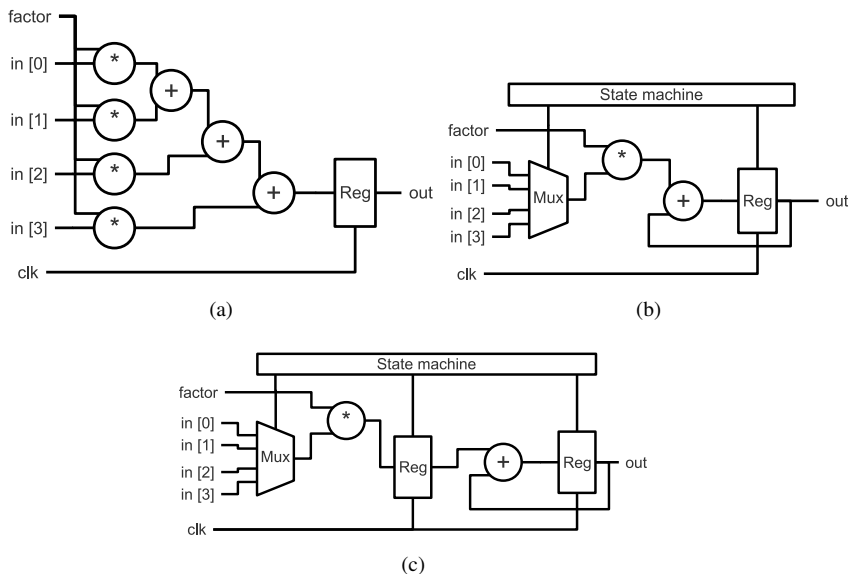 factor
in [0]
*
in [1]
*
+
in [2]
*
+
in [3]
*
+
Reg
out
clk
(a)
State machine
factor
in [0]
in [1]
in [2]
in [3]
Mux
*
+
Reg
out
clk
(b)
State machine
factor
in [0]
in [1]
in [2]
in [3]
Mux
*
Reg
+
Reg
out
clk
(c)